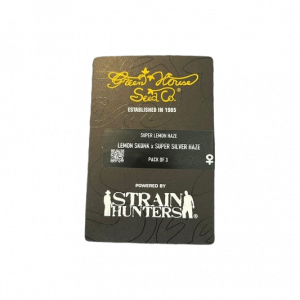 Green House
Seed Co.
ESTABLISHED IN 1985
SUPER LEMON HAZE
LEMON SKUNK x SUPER SILVER HAZE
PACK OF 3
POWERED BY
STRAIN
HUNTERS